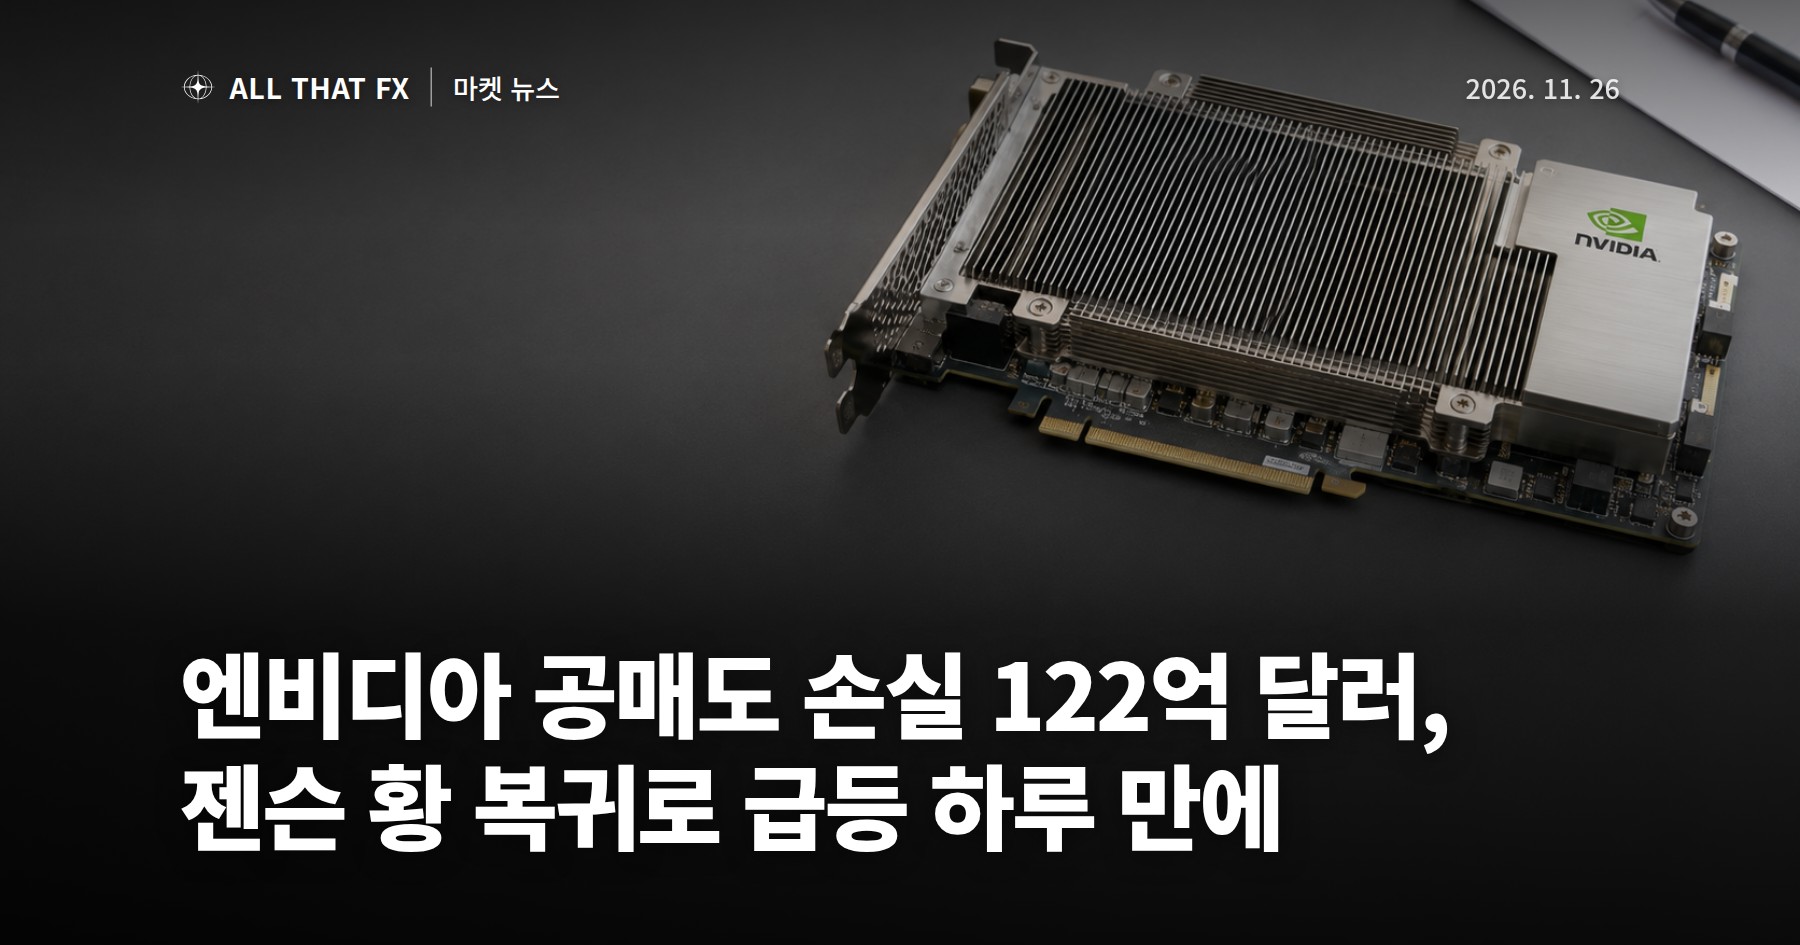 ALL THAT FX | 마켓 뉴스
2026. 11. 26
NVIDIA
엔비디아 공매도 손실 122억 달러,
젠슨 황 복귀로 급등 하루 만에